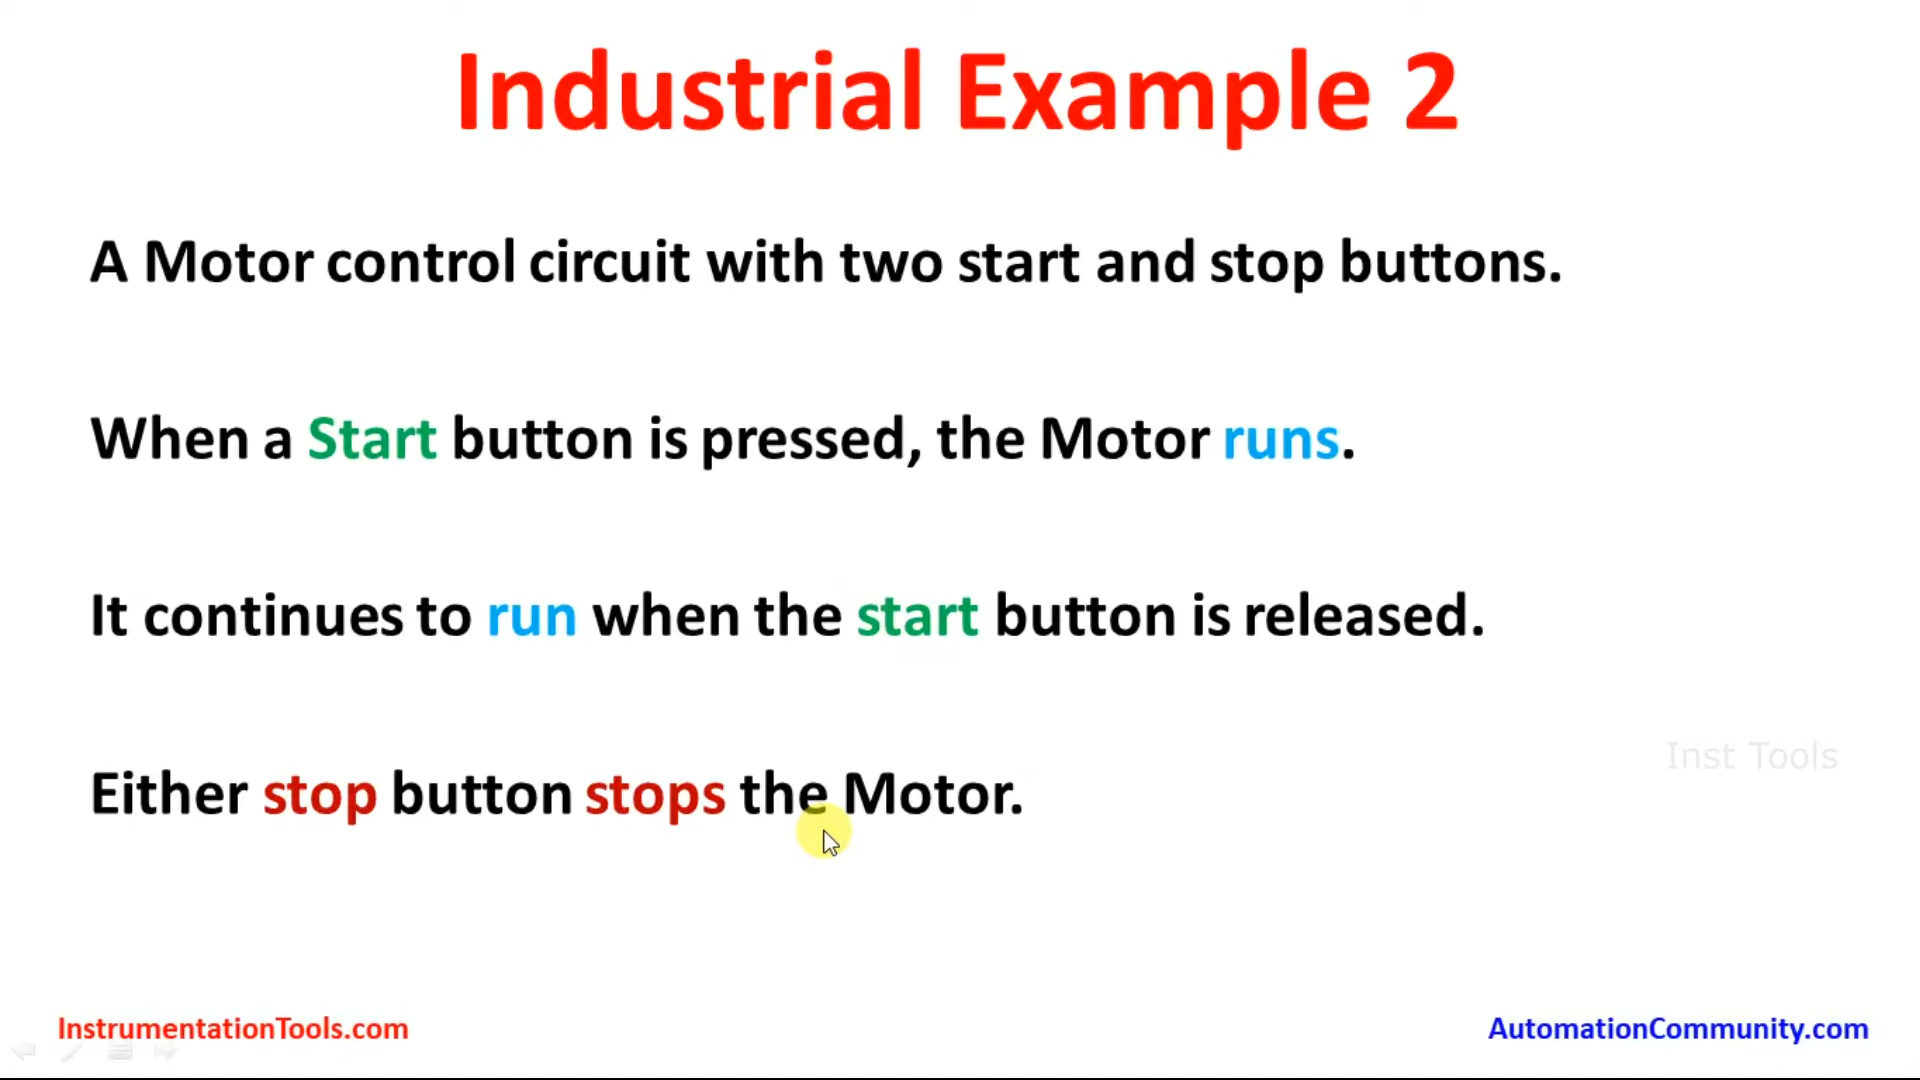 Industrial Example 2
A Motor control circuit with two start and stop buttons.
When a Start button is pressed, the Motor runs.
It continues to run when the start button is released.
Inst Tools
Either stop button stops the Motor.
InstrumentationTools.com
AutomationCommunity.com